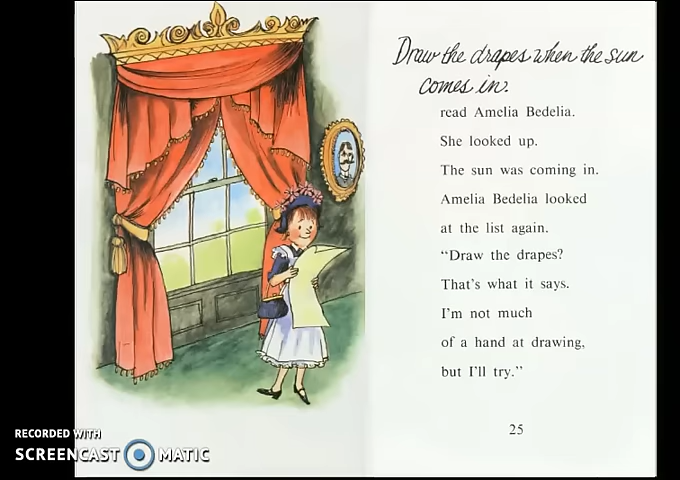 Draw the drapes when the sun
comes in.
read Amelia Bedelia.
She looked up.
The sun was coming in.
Amelia Bedelia looked
at the list again.
“Draw the drapes?
That’s what it says.
I’m not much
of a hand at drawing,
but I’ll try.”
25
RECORDED WITH
SCREENCAST MATIC